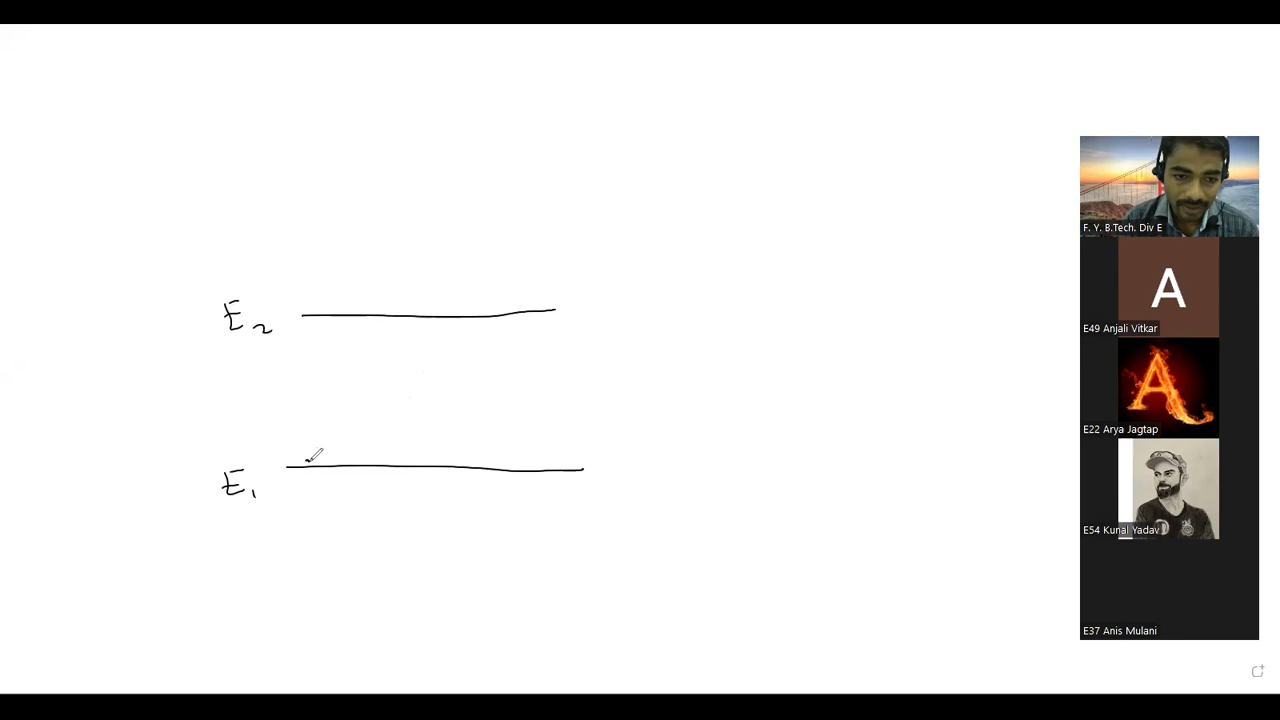 E2
E1
F. Y. B.Tech. Div E
A
E49 Anjali Vitkar
A
E22 Arya Jagtap
E54 Kunal Yadav
E37 Anis Mulani